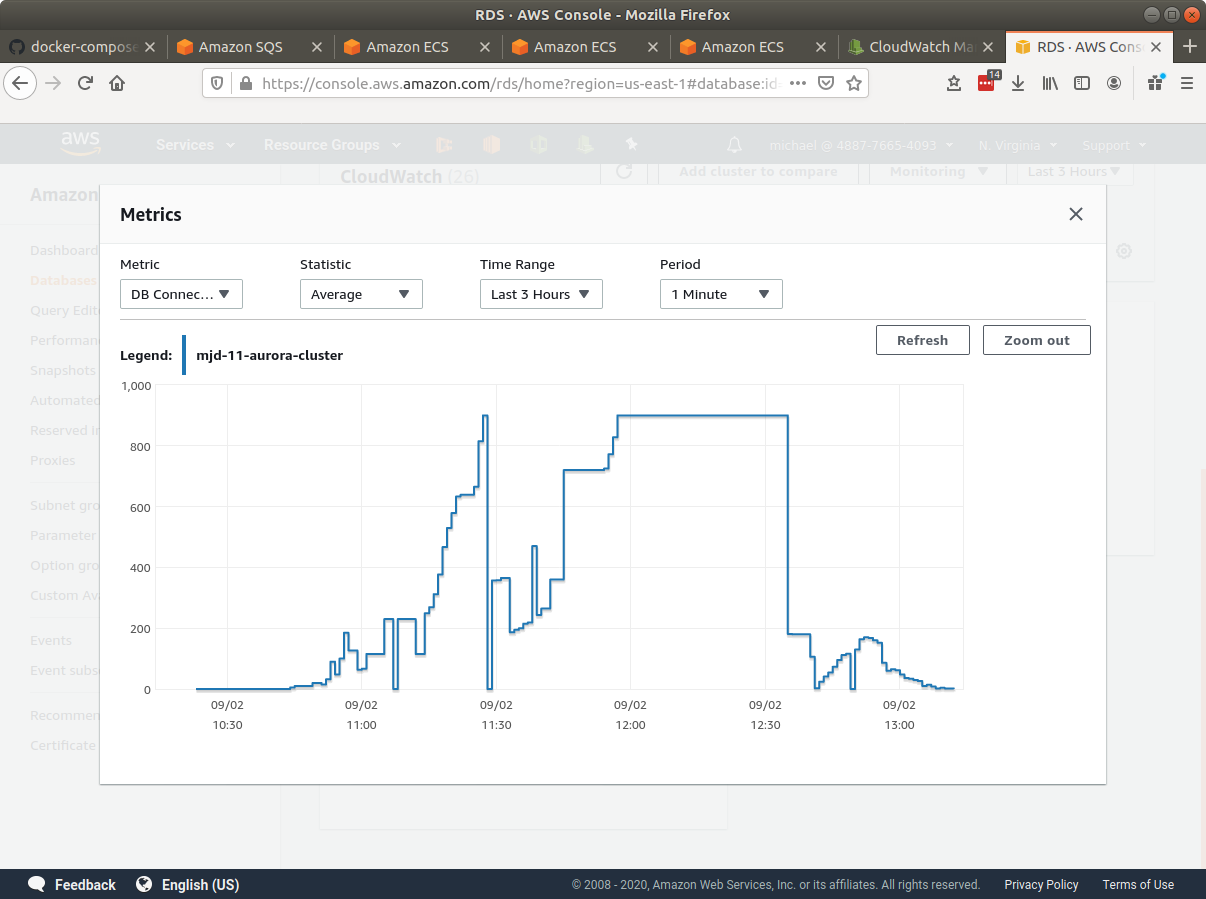 RDS · AWS Console - Mozilla Firefox
docker-compose
Amazon SQS
Amazon ECS
Amazon ECS
Amazon ECS
CloudWatch Ma
RDS · AWS Cons
https://console.aws.amazon.com/rds/home?region=us-east-1#database:id
14
aws
Services
Resource Groups
michael @ 4887-7665-4093
N. Virginia
Support
CloudWatch (26)
Add cluster to compare
Monitoring
Last 3 Hours
Amazon
Dashboard
Databases
Query Edit
Performan
Snapshots
Automated
Reserved in
Proxies
Subnet gro
Parameter
Option gro
Custom Av
Events
Event subs
Recommen
Certificate
Metrics
Metric
Statistic
Time Range
Period
DB Connec...
Average
Last 3 Hours
1 Minute
Refresh
Zoom out
Legend:
mjd-11-aurora-cluster
1,000
800
600
400
200
0
09/02
10:30
09/02
11:00
09/02
11:30
09/02
12:00
09/02
12:30
09/02
13:00
Feedback
English (US)
© 2008 - 2020, Amazon Web Services, Inc. or its affiliates. All rights reserved.
Privacy Policy
Terms of Use